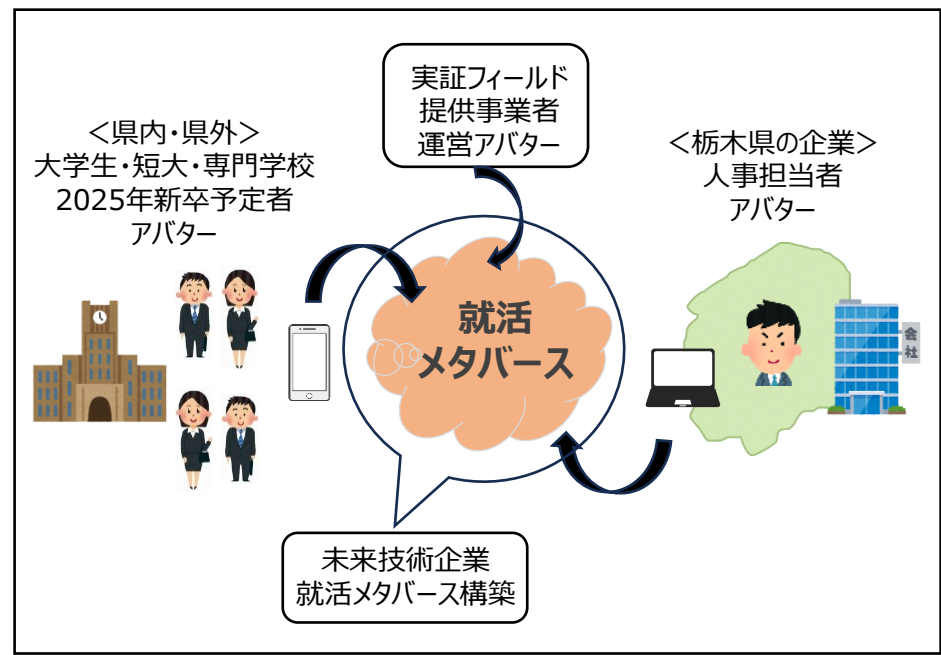 実証フィールド
提供事業者
運営アバター
＜県内・県外＞
大学生・短大・専門学校
2025年新卒予定者
アバター
＜栃木県の企業＞
人事担当者
アバター
就活
メタバース
会社
未来技術企業
就活メタバース構築